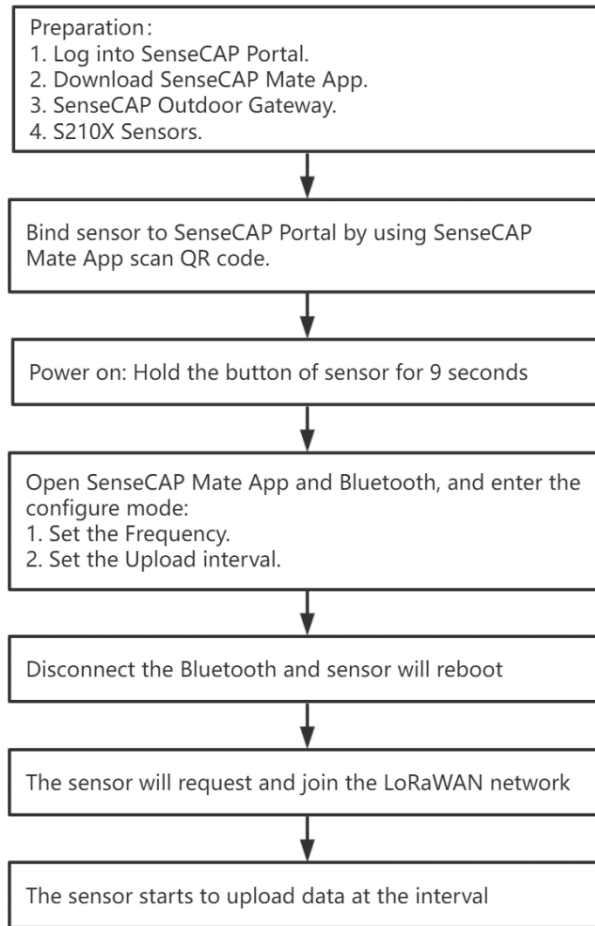 Preparation:
1. Log into SenseCAP Portal.
2. Download SenseCAP Mate App.
3. SenseCAP Outdoor Gateway.
4. S210X Sensors.
Bind sensor to SenseCAP Portal by using SenseCAP
Mate App scan QR code.
Power on: Hold the button of sensor for 9 seconds
Open SenseCAP Mate App and Bluetooth, and enter the
configure mode:
1. Set the Frequency.
2. Set the Upload interval.
Disconnect the Bluetooth and sensor will reboot
The sensor will request and join the LoRaWAN network
The sensor starts to upload data at the interval